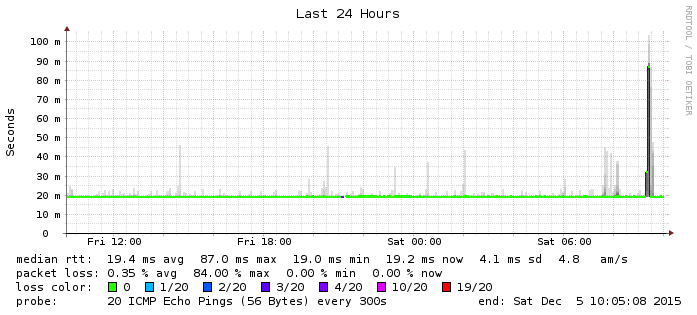 Last 24 Hours
RRDTOOL / TOBI OETIKER
Seconds
100 m
90 m
80 m
70 m
60 m
50 m
40 m
30 m
20 m
10 m
0
Fri 12:00 Fri 18:00 Sat 00:00 Sat 06:00
median rtt: 19.4 ms avg 87.0 ms max 19.0 ms min 19.2 ms now 4.1 ms sd 4.8 am/s
packet loss: 0.35 % avg 84.00 % max 0.00 % min 0.00 % now
loss color: 0 1/20 2/20 3/20 4/20 10/20 19/20
probe: 20 ICMP Echo Pings (56 Bytes) every 300s end: Sat Dec 5 10:05:08 2015